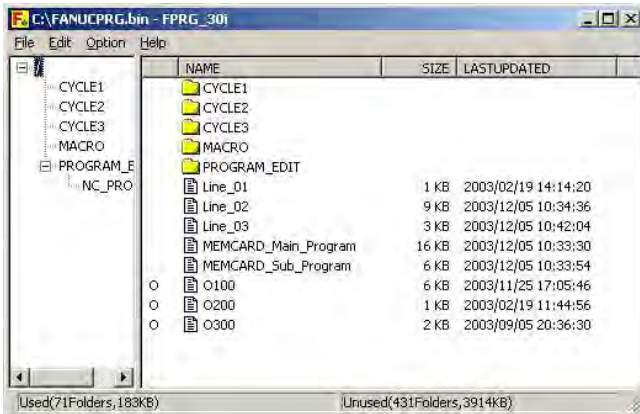 C:\FANUCPRG.bin - FPRG_30i
File Edit Option Help
/
CYCLE1
CYCLE2
CYCLE3
MACRO
PROGRAM_E
NC_PRO
NAME SIZE LASTUPDATED
CYCLE1
CYCLE2
CYCLE3
MACRO
PROGRAM_EDIT
Line_01 1 KB 2003/02/19 14:14:20
Line_02 9 KB 2003/12/05 10:34:36
Line_03 3 KB 2003/12/05 10:42:04
MEMCARD_Main_Program 16 KB 2003/12/05 10:33:30
MEMCARD_Sub_Program 6 KB 2003/12/05 10:33:54
O O100 6 KB 2003/11/25 17:05:46
O O200 1 KB 2003/02/19 11:44:56
O O300 2 KB 2003/09/05 20:36:30
Used(71Folders,183KB) Unused(431Folders,3914KB)